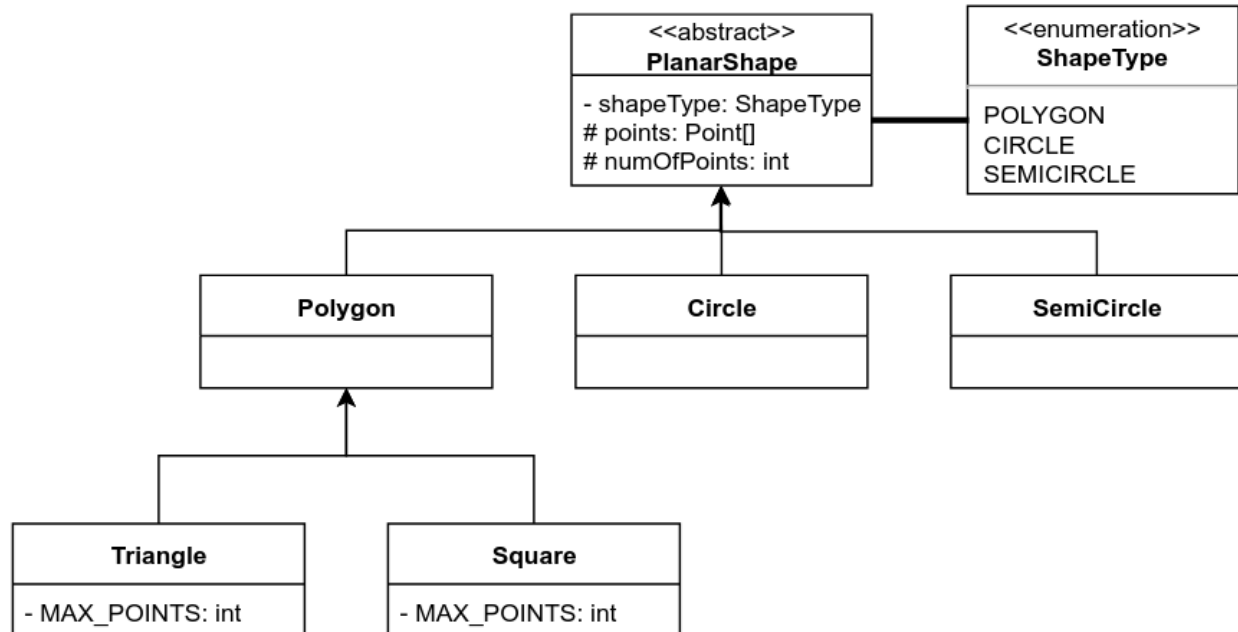 <<abstract>>
PlanarShape
- shapeType: ShapeType
# points: Point[]
# numOfPoints: int
<<enumeration>>
ShapeType
POLYGON
CIRCLE
SEMICIRCLE
Polygon
Circle
SemiCircle
Triangle
- MAX_POINTS: int
Square
- MAX_POINTS: int